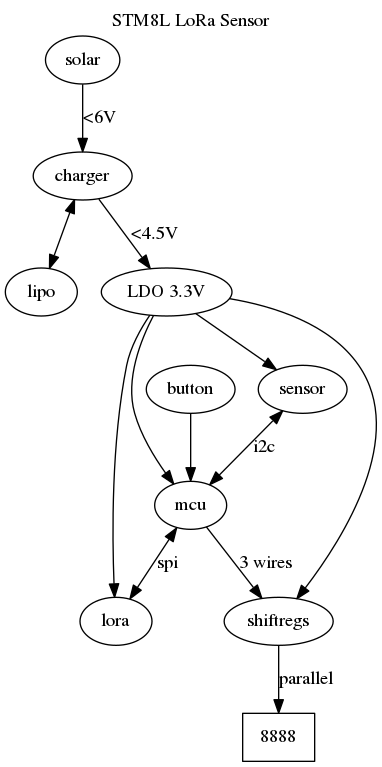 STM8L LoRa Sensor
solar
<6V
charger
<4.5V
lipo
LDO 3.3V
button
sensor
i2c
mcu
spi
3 wires
lora
shiftregs
parallel
8888